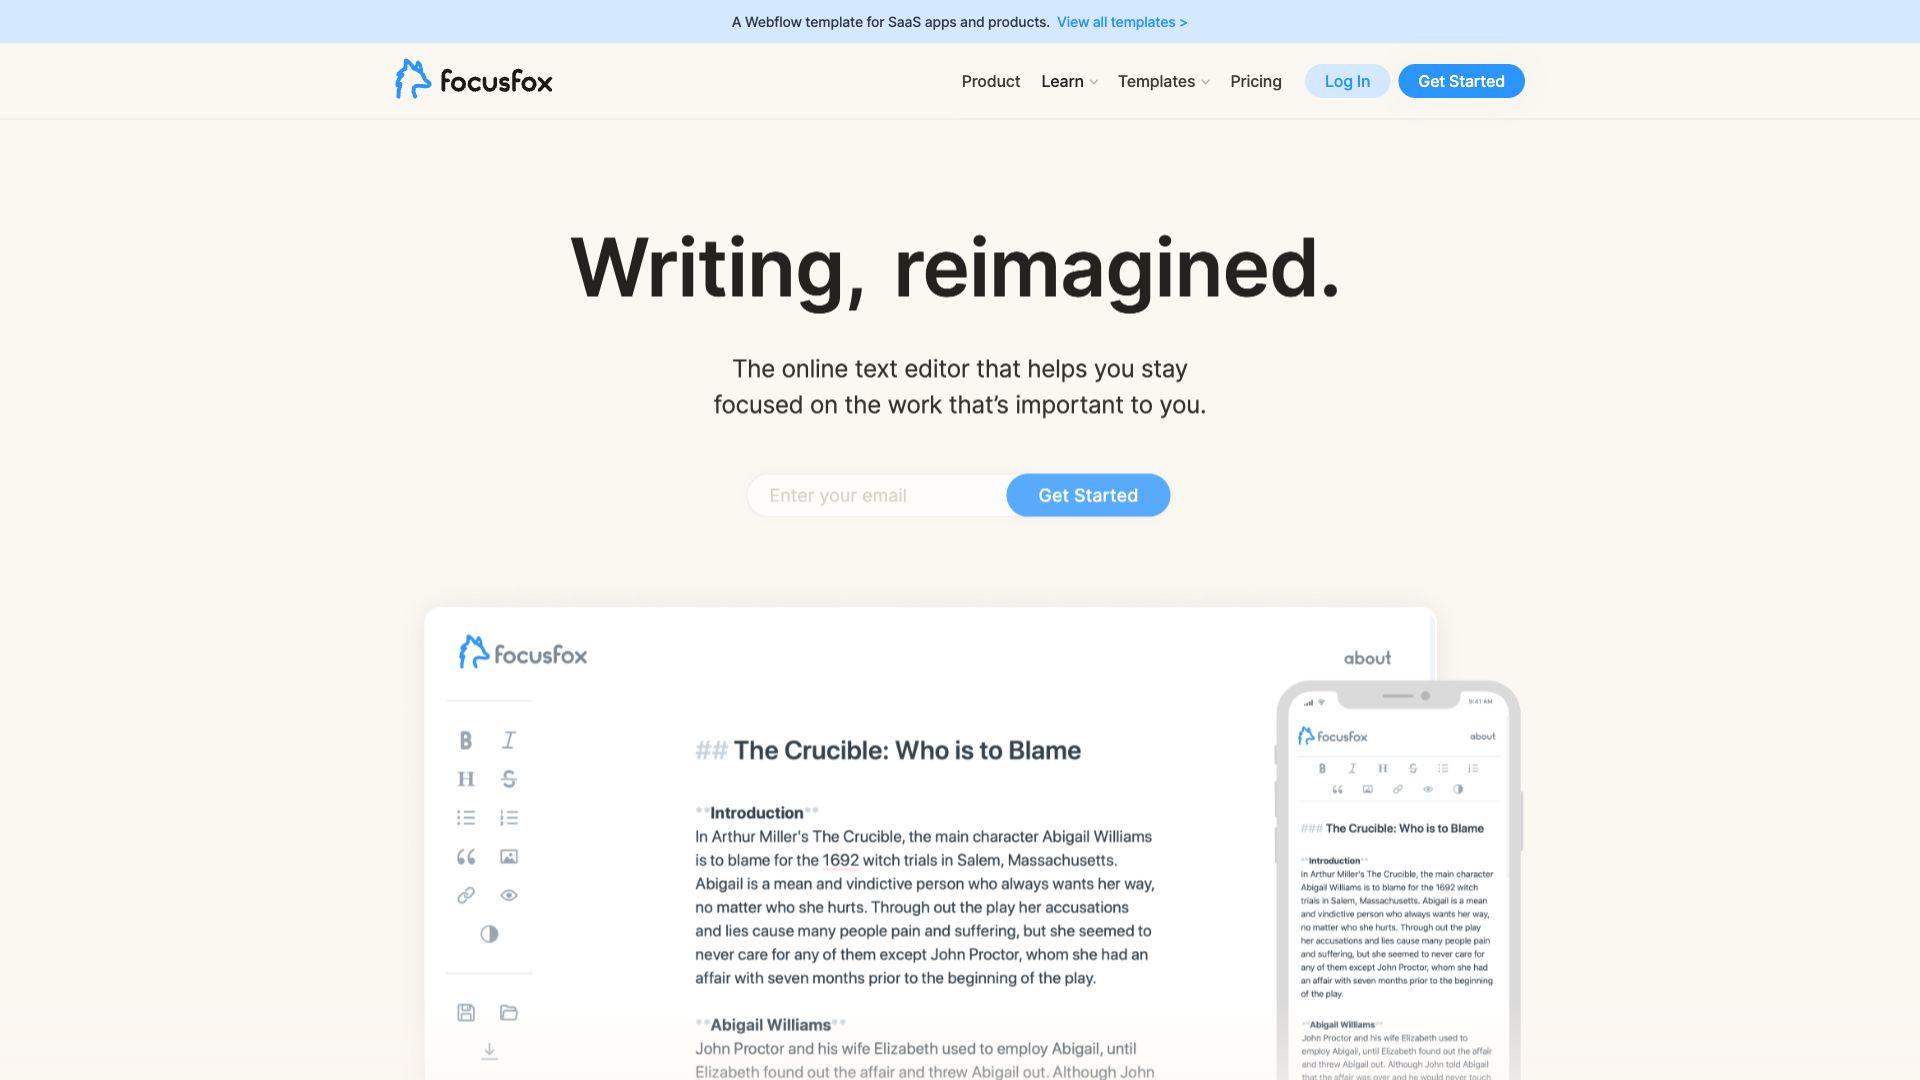 A Webflow template for SaaS apps and products. View all templates >
focusfox
Product Learn Templates Pricing Log In Get Started
Writing, reimagined.
The online text editor that helps you stay
focused on the work that’s important to you.
Enter your email Get Started
focusfox
about
B I
H S
## The Crucible: Who is to Blame
**Introduction**
In Arthur Miller's The Crucible, the main character Abigail Williams
is to blame for the 1692 witch trials in Salem, Massachusetts.
Abigail is a mean and vindictive person who always wants her way,
no matter who she hurts. Through out the play her accusations
and lies cause many people pain and suffering, but she seemed to
never care for any of them except John Proctor, whom she had an
affair with seven months prior to the beginning of the play.
**Abigail Williams**
John Proctor and his wife Elizabeth used to employ Abigail, until
Elizabeth found out the affair and threw Abigail out. Although John
9:41 AM
focusfox
about
B I H S
### The Crucible: Who is to Blame
**Introduction**
In Arthur Miller's The Crucible, the main character
Abigail Williams is to blame for the 1692 witch
trials in Salem, Massachusetts. Abigail is a mean
and vindictive person who always wants her way,
no matter who she hurts. Through out the play
her accusations and lies cause many people pain
and suffering, but she seemed to never care for
any of them except John Proctor, whom she had
an affair with seven months prior to the beginning
of the play.
**Abigail Williams**
John Proctor and his wife Elizabeth used to
employ Abigail, until Elizabeth found out the affair
and threw Abigail out. Although John told Abigail
that the affair was over and he would never touch